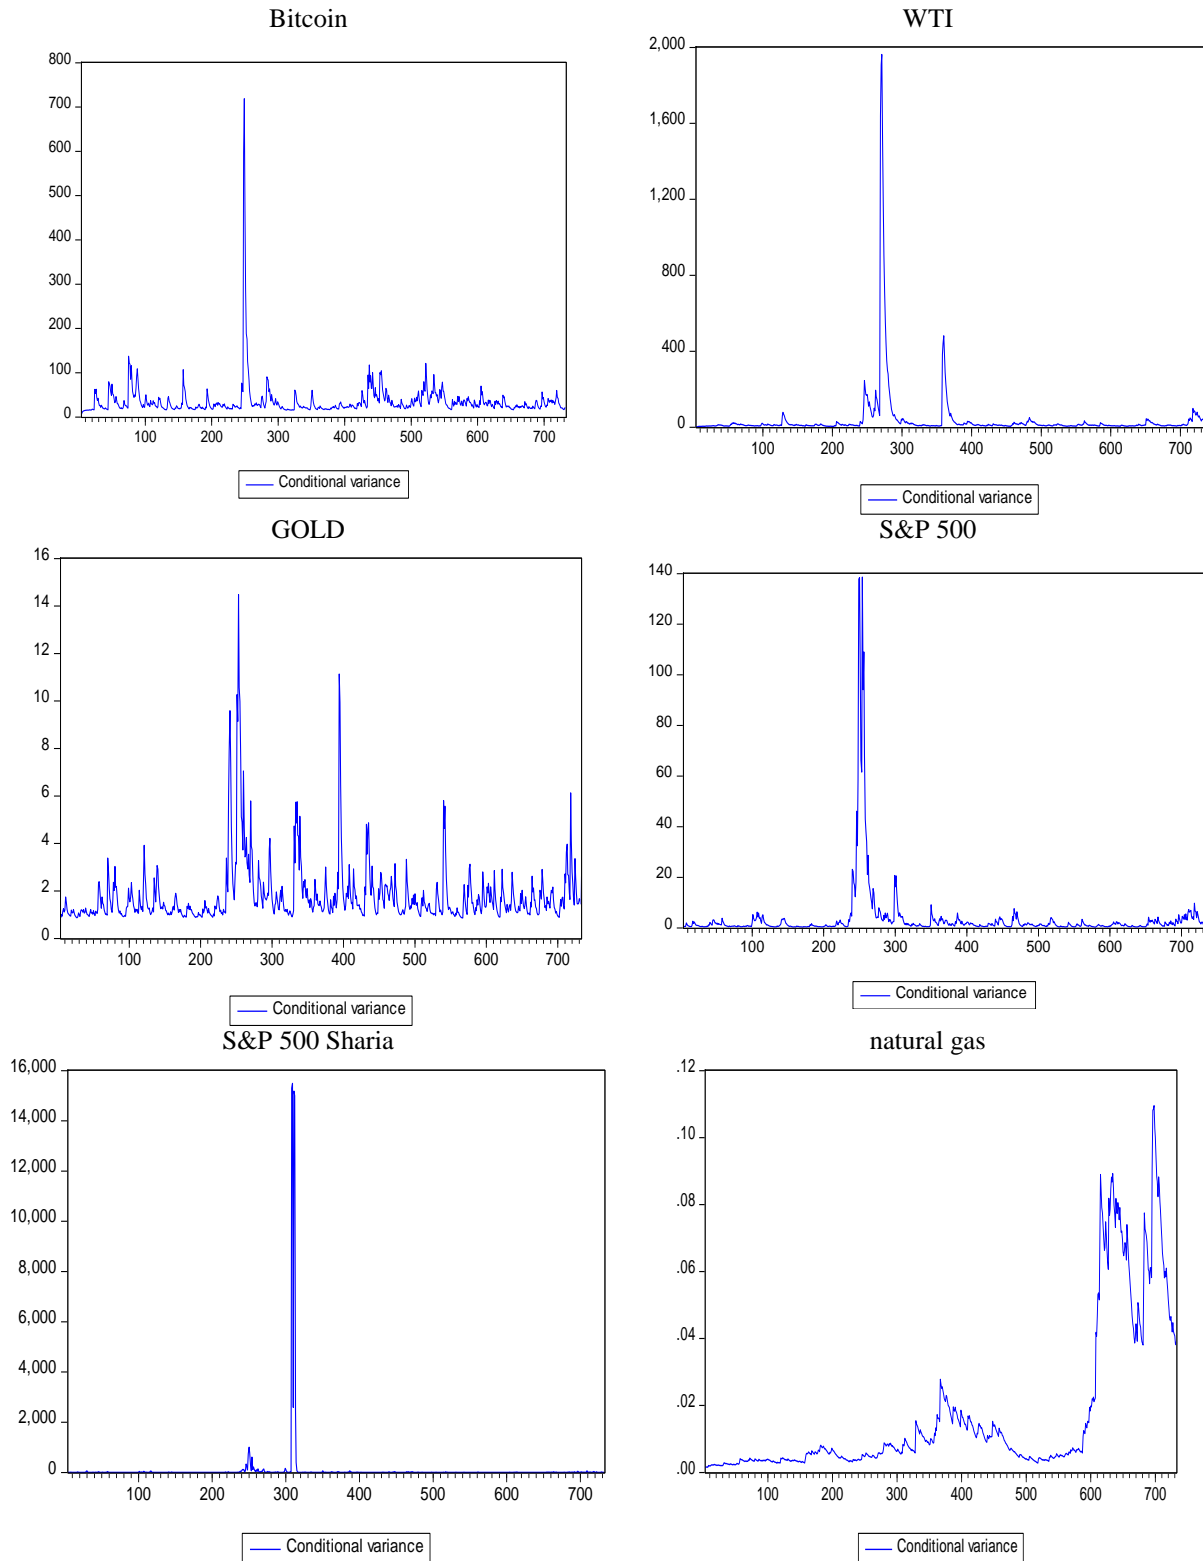 Bitcoin
800
700
600
500
400
300
200
100
0
100 200 300 400 500 600 700
Conditional variance
WTI
2,000
1,600
1,200
800
400
0
100 200 300 400 500 600 700
Conditional variance
GOLD
16
14
12
10
8
6
4
2
0
100 200 300 400 500 600 700
Conditional variance
S&P 500
140
120
100
80
60
40
20
0
100 200 300 400 500 600 700
Conditional variance
S&P 500 Sharia
16,000
14,000
12,000
10,000
8,000
6,000
4,000
2,000
0
100 200 300 400 500 600 700
Conditional variance
natural gas
.12
.10
.08
.06
.04
.02
.00
100 200 300 400 500 600 700
Conditional variance